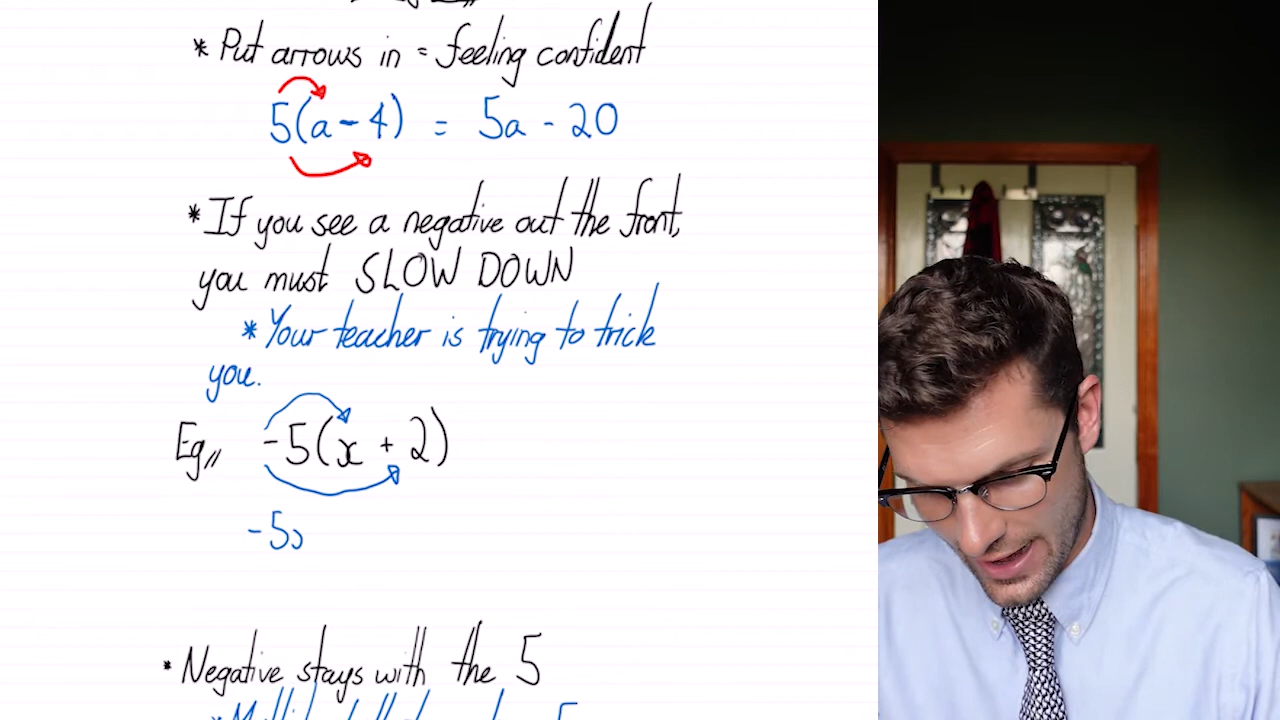 * Put arrows in = feeling confident
5(a - 4) = 5a - 20
* If you see a negative out the front,
you must SLOW DOWN
* Your teacher is trying to trick
you.
Eg// -5(x + 2)
-5
* Negative stays with the 5